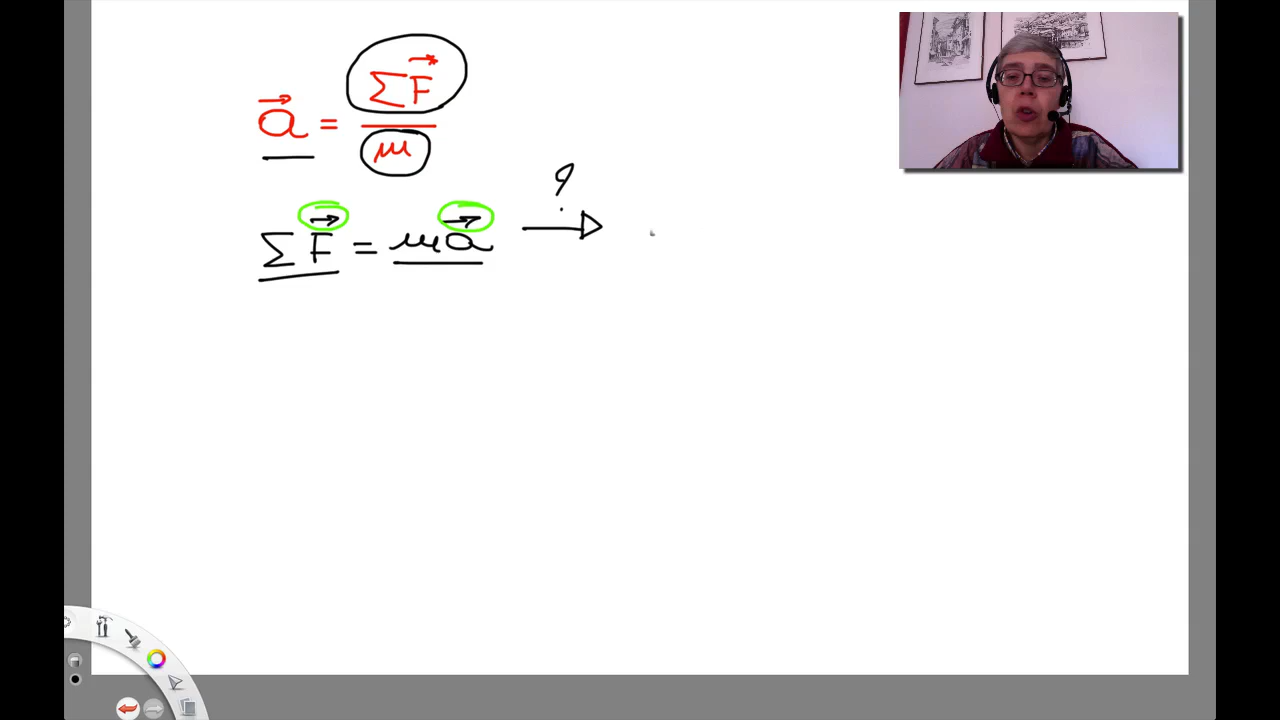 a⃗ = ΣF⃗ / m
ΣF⃗ = ma⃗ ?